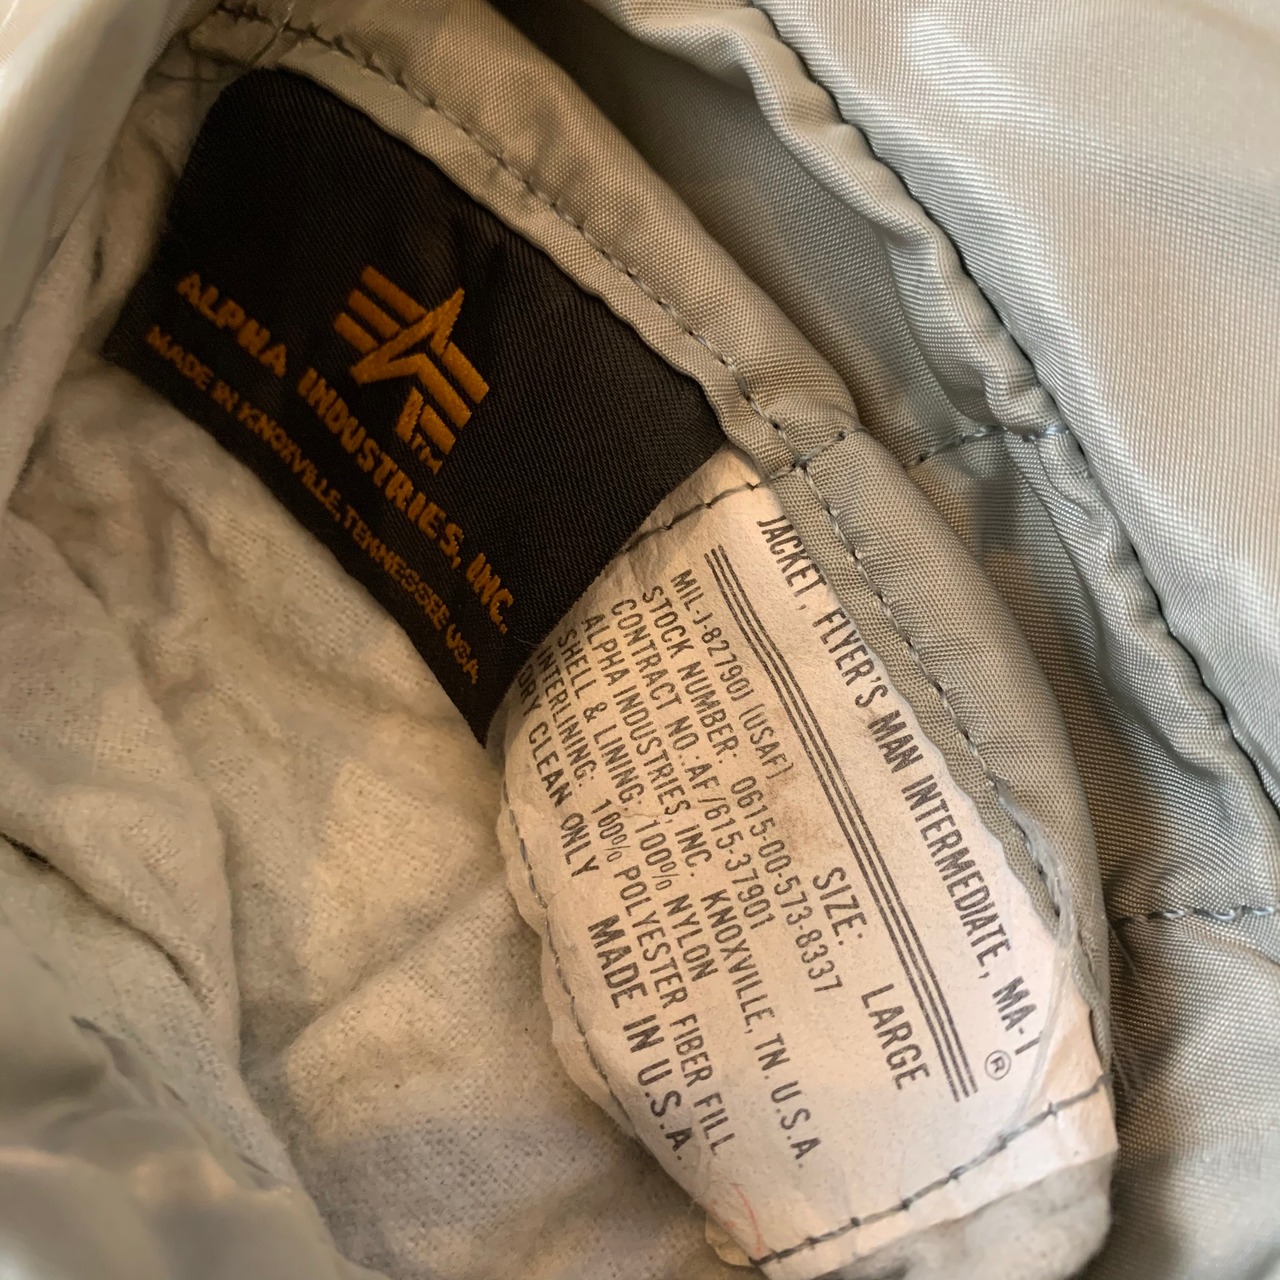 ALPHA INDUSTRIES, INC.
MADE IN KNOXVILLE, TENNESSEE USA
TM
JACKET, FLYER'S MAN INTERMEDIATE, MA-1
®
MIL-J-82790I (USAF) SIZE: LARGE
STOCK NUMBER: 0615-00-573-8337
CONTRACT NO. AF/615-37901
ALPHA INDUSTRIES, INC. KNOXVILLE, TN. U.S.A.
SHELL & LINING: 100% NYLON
INTERLINING: 100% POLYESTER FIBER FILL
DRY CLEAN ONLY MADE IN U.S.A.